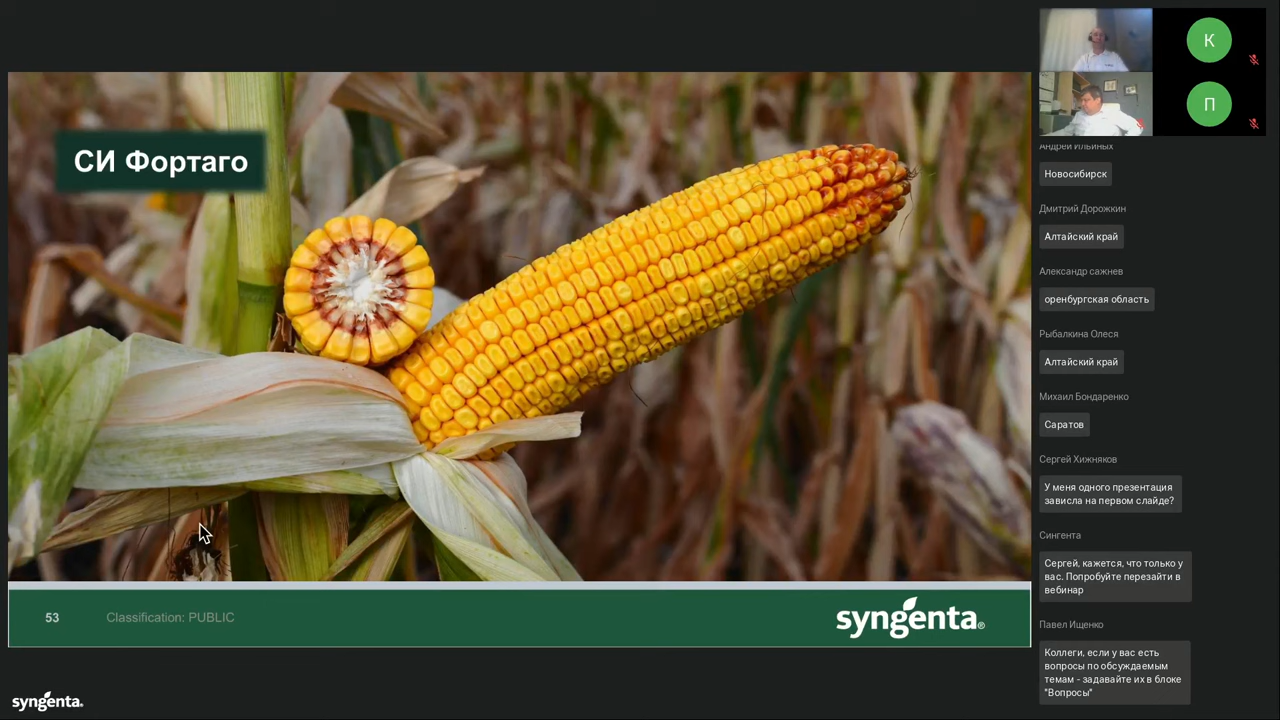 СИ Фортаго
53
Classification: PUBLIC
syngenta®
syngenta.
К
П
Андрей Ильиных
Новосибирск
Дмитрий Дорожкин
Алтайский край
Александр сажнев
оренбургская область
Рыбалкина Олеся
Алтайский край
Михаил Бондаренко
Саратов
Сергей Хижняков
У меня одного презентация
зависла на первом слайде?
Сингента
Сергей, кажется, что только у
вас. Попробуйте перезайти в
вебинар
Павел Ищенко
Коллеги, если у вас есть
вопросы по обсуждаемым
темам - задавайте их в блоке
"Вопросы"